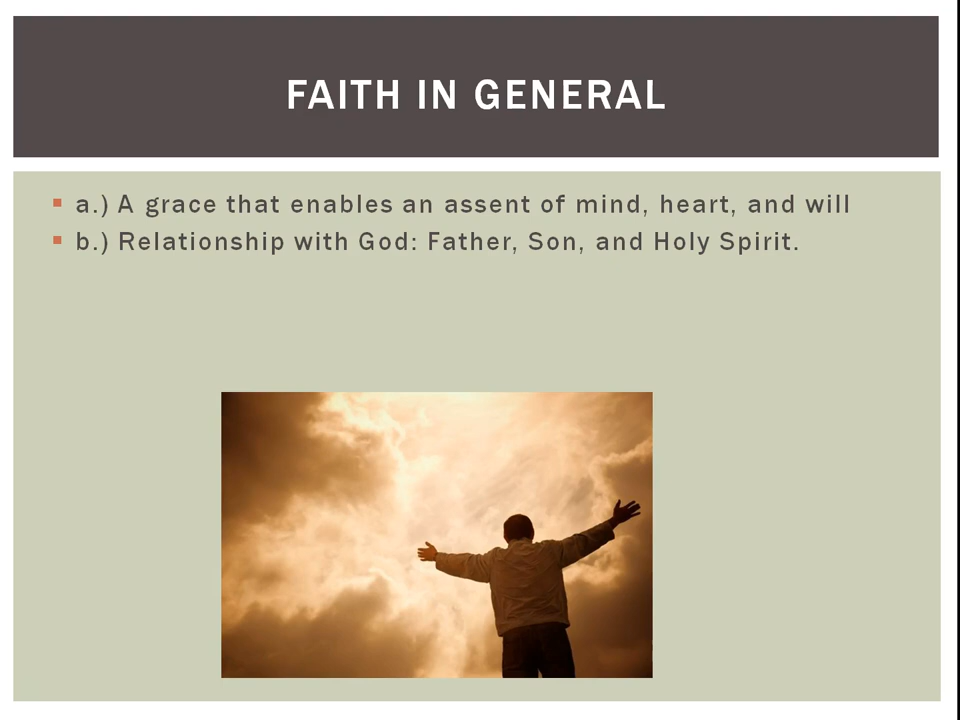 FAITH IN GENERAL
a.) A grace that enables an assent of mind, heart, and will
b.) Relationship with God: Father, Son, and Holy Spirit.